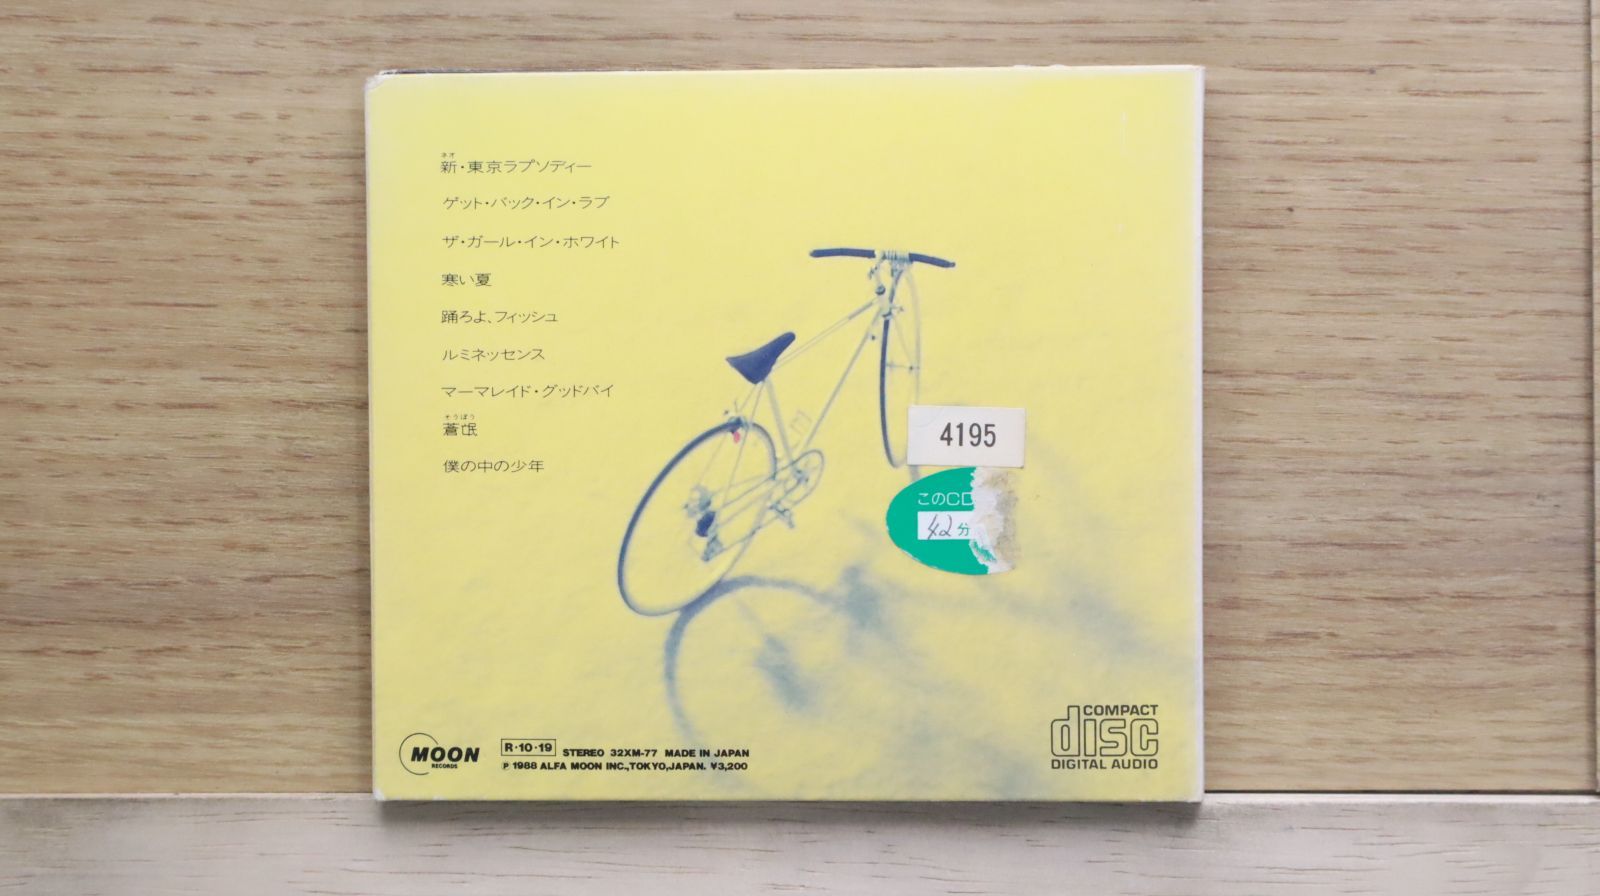 ネオ
新・東京ラプソディー
ゲット・バック・イン・ラブ
ザ・ガール・イン・ホワイト
寒い夏
踊ろよ、フィッシュ
ルミネッセンス
マーマレイド・グッドバイ
そうぼう
蒼氓
僕の中の少年
4195
このCD
42分
MOON
RECORDS
R・10・19 STEREO 32XM-77 MADE IN JAPAN
Ⓟ 1988 ALFA MOON INC.,TOKYO,JAPAN. ¥3,200
COMPACT
disc
DIGITAL AUDIO